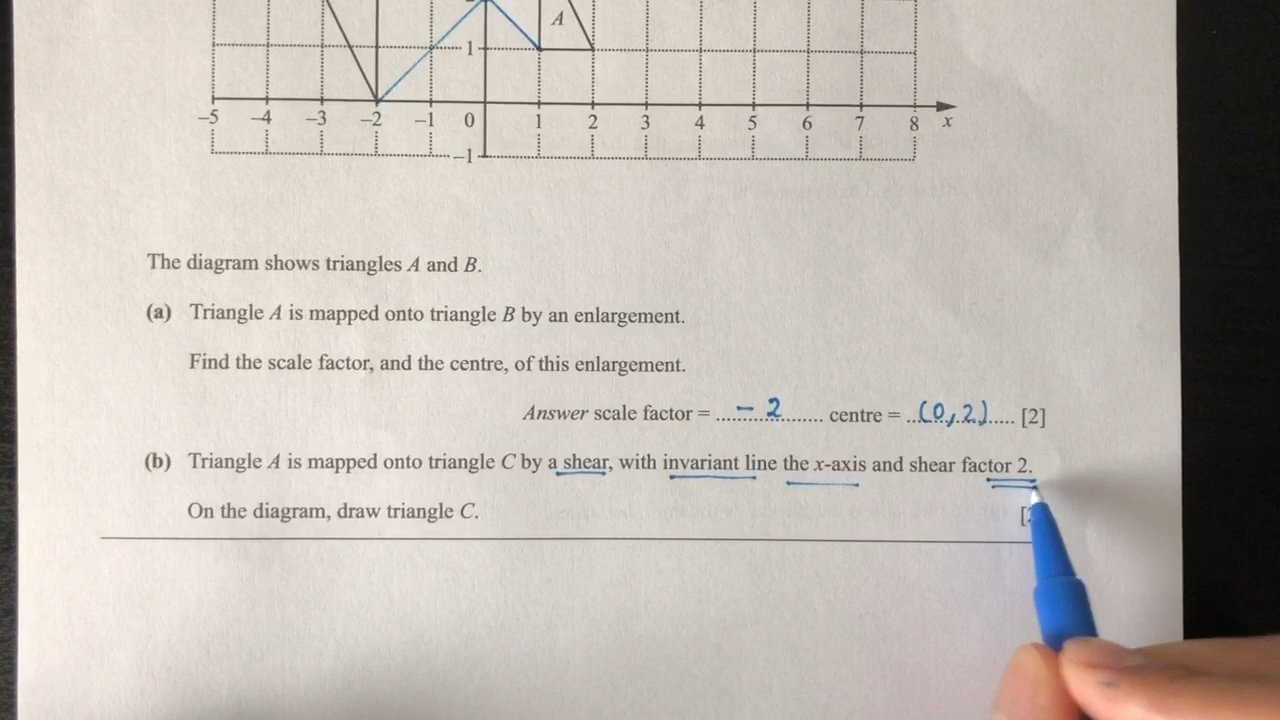 A
1
–5 –4 –3 –2 –1 0 1 2 3 4 5 6 7 8 x
–1
The diagram shows triangles A and B.
(a) Triangle A is mapped onto triangle B by an enlargement.
Find the scale factor, and the centre, of this enlargement.
Answer scale factor = ...– 2...... centre = ..(0,2)..... [2]
(b) Triangle A is mapped onto triangle C by a shear, with invariant line the x-axis and shear factor 2.
On the diagram, draw triangle C.